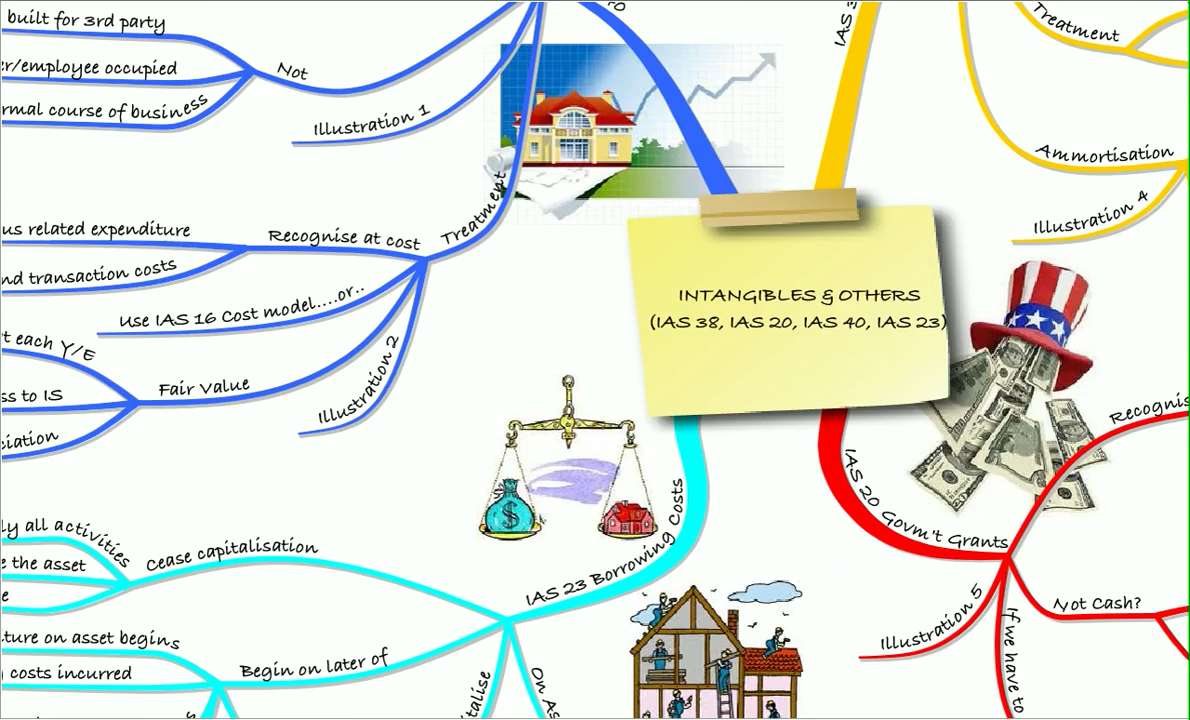 INTANGIBLES & OTHERS
(IAS 38, IAS 20, IAS 40, IAS 23)
built for 3rd party
er/employee occupied
rmal course of business
Not
Illustration 1
Treatment
Recognise at cost
us related expenditure
nd transaction costs
Use IAS 16 Cost model....or..
Fair Value
t each Y/E
ss to IS
ciation
Illustration 2
IAS 3
Treatment
Ammortisation
Illustration 4
IAS 20 Govm't Grants
Recognis
Not Cash?
If we have to
Illustration 5
IAS 23 Borrowing Costs
Cease capitalisation
ly all activities
e the asset
e
Begin on later of
ture on asset begins
costs incurred
s
talise
On As
$